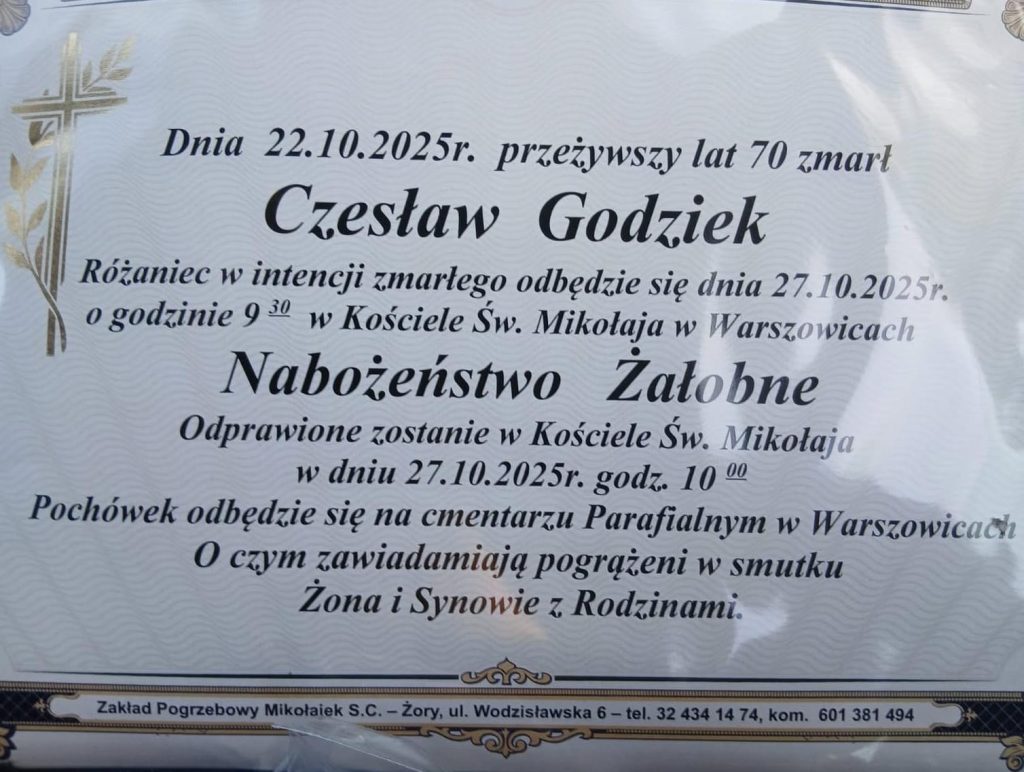 Dnia 22.10.2025r. przeżywszy lat 70 zmarł
Czesław Godziek
Różaniec w intencji zmarłego odbędzie się dnia 27.10.2025r.
o godzinie 9 30 w Kościele Św. Mikołaja w Warszowicach
Nabożeństwo Żałobne
Odprawione zostanie w Kościele Św. Mikołaja
w dniu 27.10.2025r. godz. 10 00
Pochówek odbędzie się na cmentarzu Parafialnym w Warszowicach
O czym zawiadamiają pogrążeni w smutku
Żona i Synowie z Rodzinami.
Zakład Pogrzebowy Mikołaiek S.C. – Żory, ul. Wodzisławska 6 – tel. 32 434 14 74, kom. 601 381 494